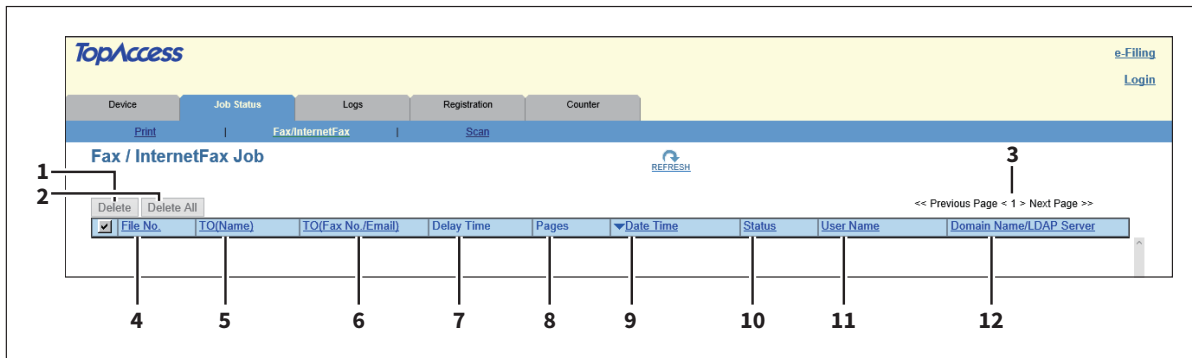 TopAccess
e-Filing
Login
Device Job Status Logs Registration Counter
Print | Fax/InternetFax | Scan
Fax / InternetFax Job
REFRESH
3
1
2
Delete Delete All
<< Previous Page < 1 > Next Page >>
File No. TO(Name) TO(Fax No./Email) Delay Time Pages Date Time Status User Name Domain Name/LDAP Server
4 5 6 7 8 9 10 11 12